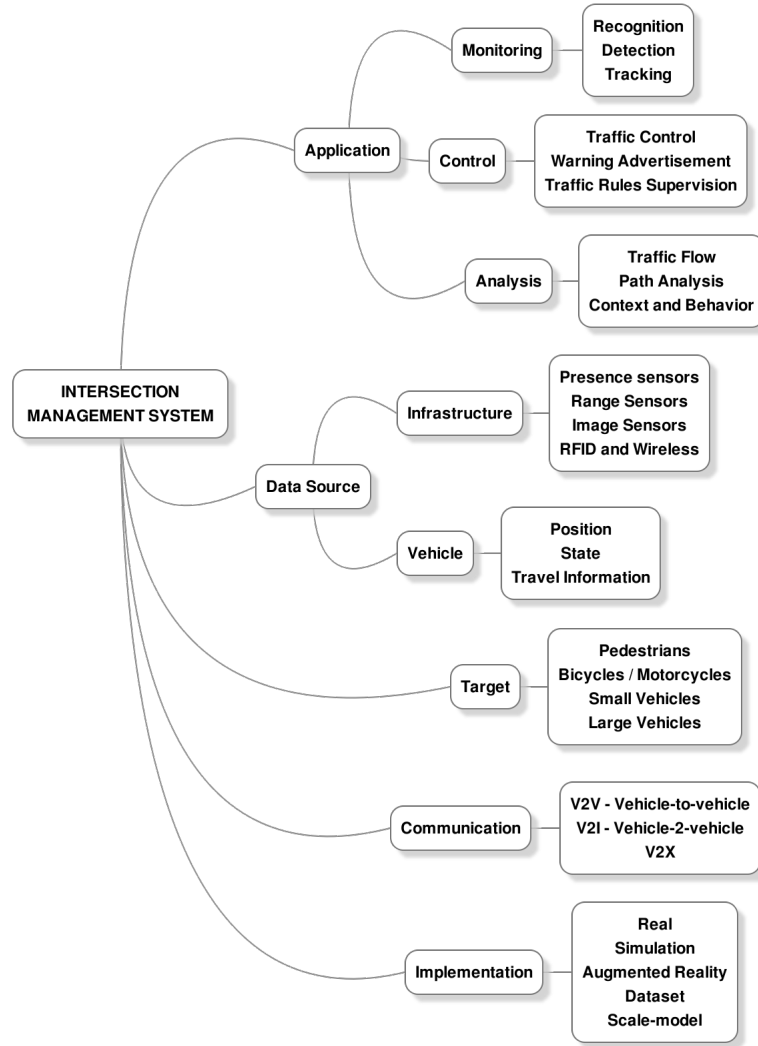 Recognition
Detection
Tracking
Monitoring
Application
Control
Traffic Control
Warning Advertisement
Traffic Rules Supervision
Analysis
Traffic Flow
Path Analysis
Context and Behavior
INTERSECTION
MANAGEMENT SYSTEM
Data Source
Infrastructure
Presence sensors
Range Sensors
Image Sensors
RFID and Wireless
Vehicle
Position
State
Travel Information
Target
Pedestrians
Bicycles / Motorcycles
Small Vehicles
Large Vehicles
Communication
V2V - Vehicle-to-vehicle
V2I - Vehicle-2-vehicle
V2X
Implementation
Real
Simulation
Augmented Reality
Dataset
Scale-model